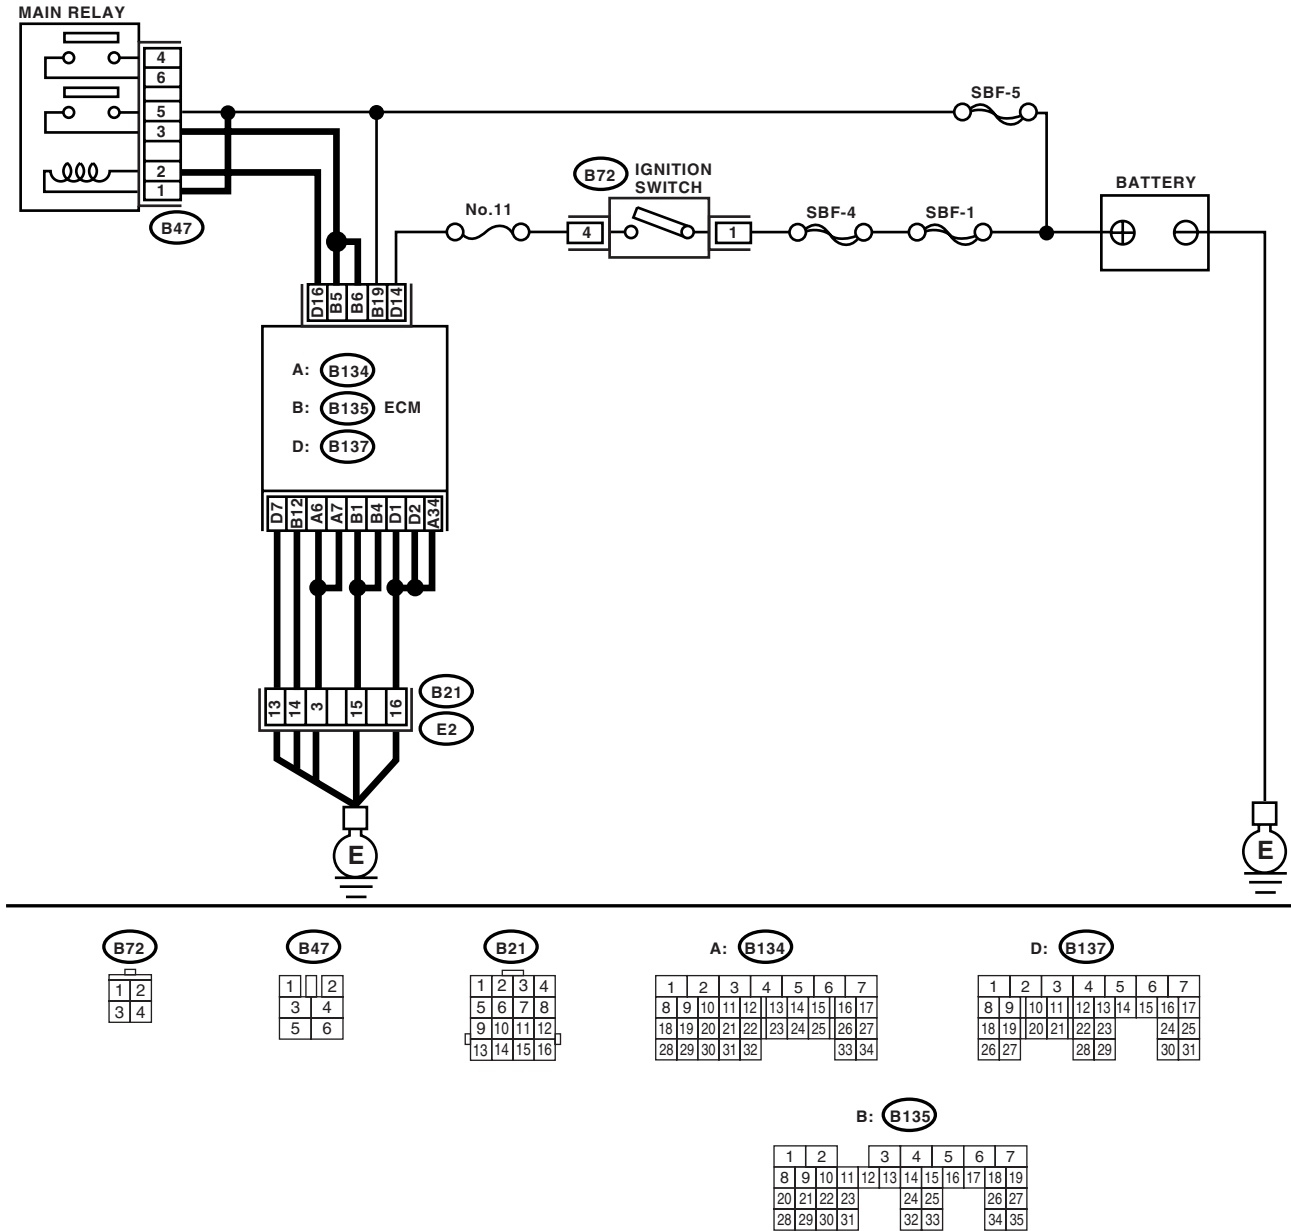 MAIN RELAY
4
6
5
3
2
1
B47
SBF-5
B72 IGNITION SWITCH
No.11
4
1
SBF-4
SBF-1
BATTERY
D16 B5 B6 B19 D14
A: B134
B: B135 ECM
D: B137
D7 B12 A6 A7 B1 B4 D1 D2 A34
13 14 3 15 16
B21
E2
E
E
B72
1 2
3 4
B47
1 2
3 4
5 6
B21
1 2 3 4
5 6 7 8
9 10 11 12
13 14 15 16
A: B134
1 2 3 4 5 6 7
8 9 10 11 12 13 14 15 16 17
18 19 20 21 22 23 24 25 26 27
28 29 30 31 32 33 34
D: B137
1 2 3 4 5 6 7
8 9 10 11 12 13 14 15 16 17
18 19 20 21 22 23 24 25
26 27 28 29 30 31
B: B135
1 2 3 4 5 6 7
8 9 10 11 12 13 14 15 16 17 18 19
20 21 22 23 24 25 26 27
28 29 30 31 32 33 34 35